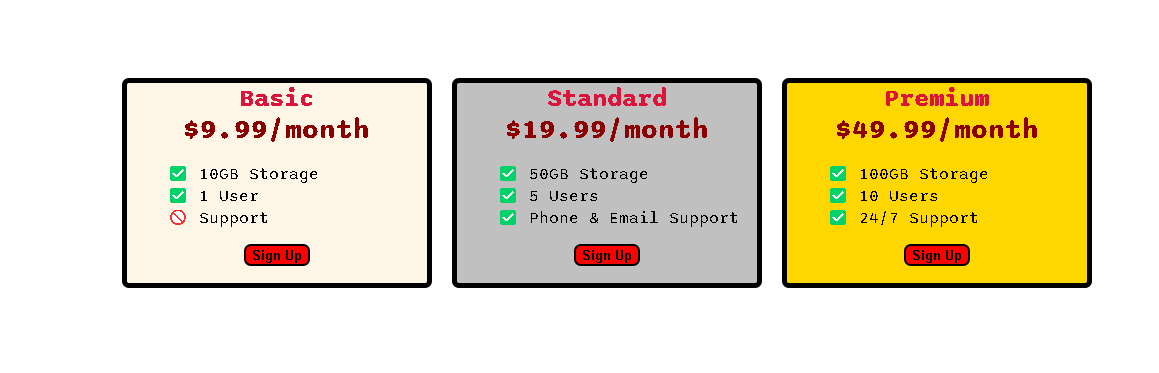 Basic
$9.99/month
10GB Storage
1 User
Support
Sign Up
Standard
$19.99/month
50GB Storage
5 Users
Phone & Email Support
Sign Up
Premium
$49.99/month
100GB Storage
10 Users
24/7 Support
Sign Up